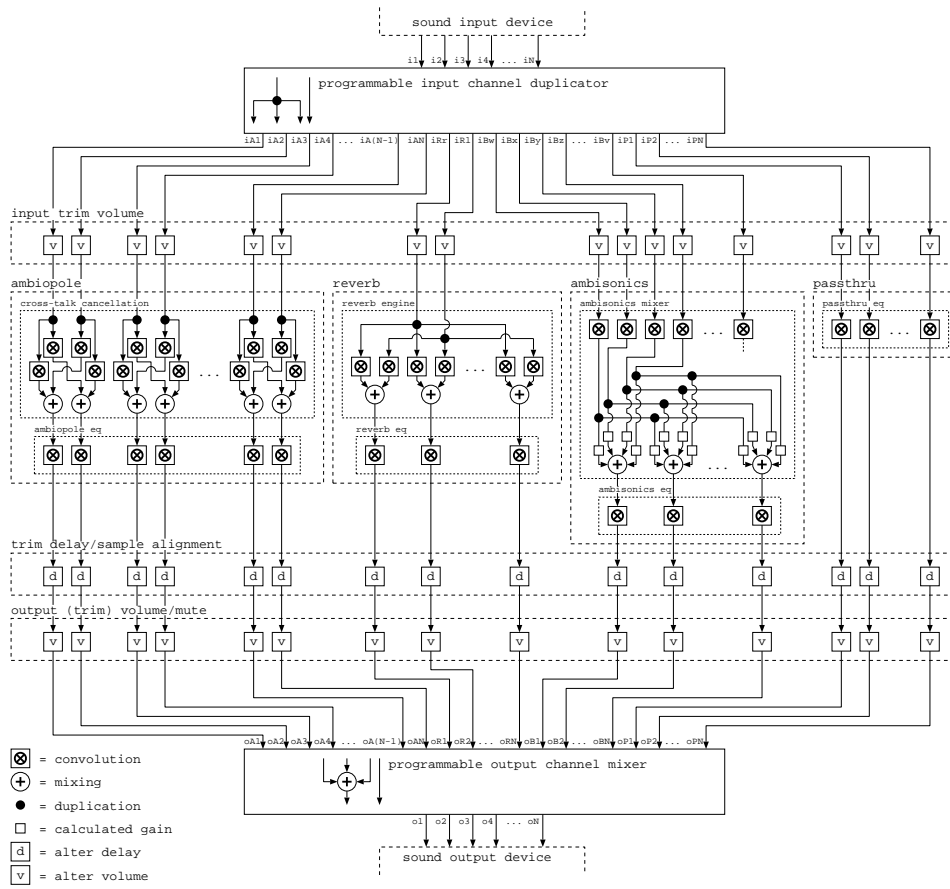 sound input device
i1 i2 i3 i4 ... iN
programmable input channel duplicator
iA1 iA2 iA3 iA4 ... iA(N-1) iAN iRr iRl iBw iBx iBy iBz ... iBv iP1 iP2 ... iPN
input trim volume
v v v v v v v v v v v v v v v v
ambiopole reverb ambisonics passthru
cross-talk cancellation reverb engine ambisonics mixer passthru eq
... ...
... ...
...
ambiopole eq reverb eq
ambisonics eq
trim delay/sample alignment
d d d d d d d d d d d d d d d
output (trim) volume/mute
v v v v v v v v v v v v v v v
oA1 oA2 oA3 oA4 ... oA(N-1) oAN oR1 oR2 ... oRN oB1 oB2 ... oBN oP1 oP2 ... oPN
programmable output channel mixer
= convolution
= mixing
= duplication
= calculated gain
d = alter delay
v = alter volume
o1 o2 o3 o4 ... oN
sound output device